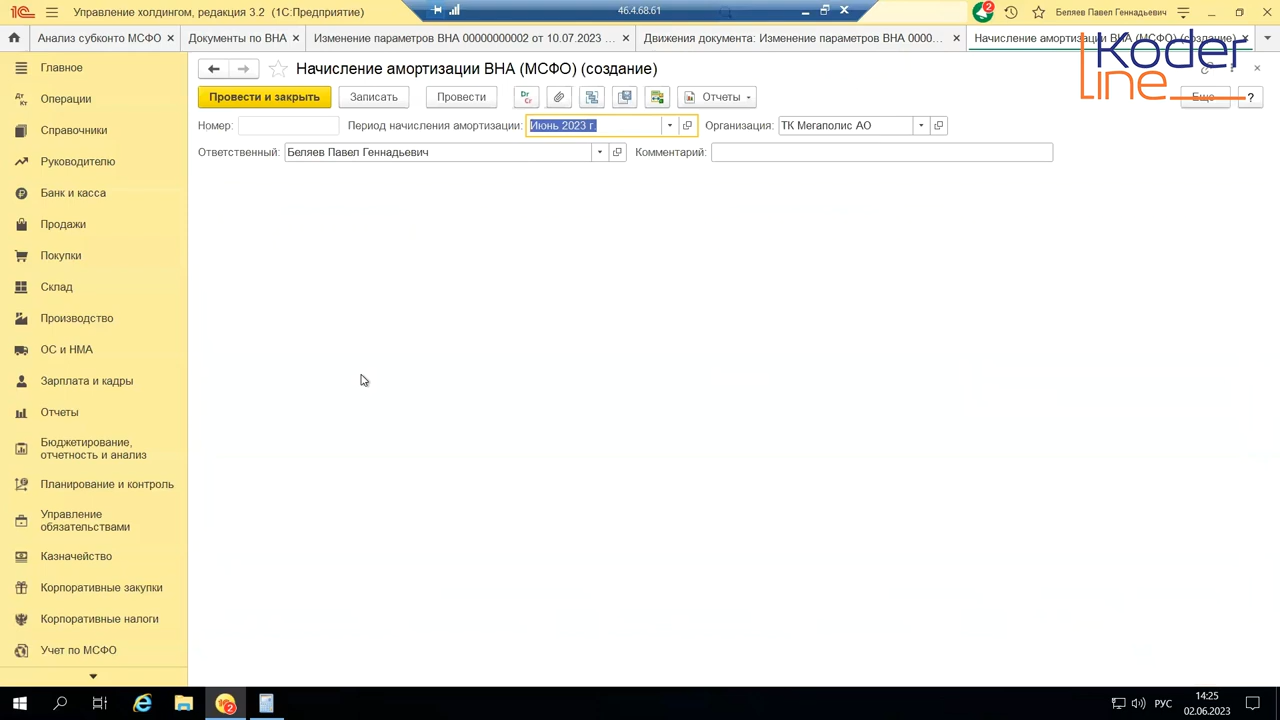 Управление холдингом, редакция 3.2 (1С:Предприятие)
46.4.68.61
2
Беляев Павел Геннадьевич
Анализ субконто МСФО
Документы по ВНА
Изменение параметров ВНА 00000000002 от 10.07.2023 ...
Движения документа: Изменение параметров ВНА 0000...
Начисление амортизации ВНА (МСФО) (создание)
Koder
line
Главное
Операции
Справочники
Руководителю
Банк и касса
Продажи
Покупки
Склад
Производство
ОС и НМА
Зарплата и кадры
Отчеты
Бюджетирование,
отчетность и анализ
Планирование и контроль
Управление
обязательствами
Казначейство
Корпоративные закупки
Корпоративные налоги
Учет по МСФО
Начисление амортизации ВНА (МСФО) (создание)
Провести и закрыть
Записать
Провести
Отчеты
Еще
?
Номер:
Период начисления амортизации: Июнь 2023 г.
Организация: ТК Мегаполис АО
Ответственный: Беляев Павел Геннадьевич
Комментарий:
2
РУС
14:25
02.06.2023